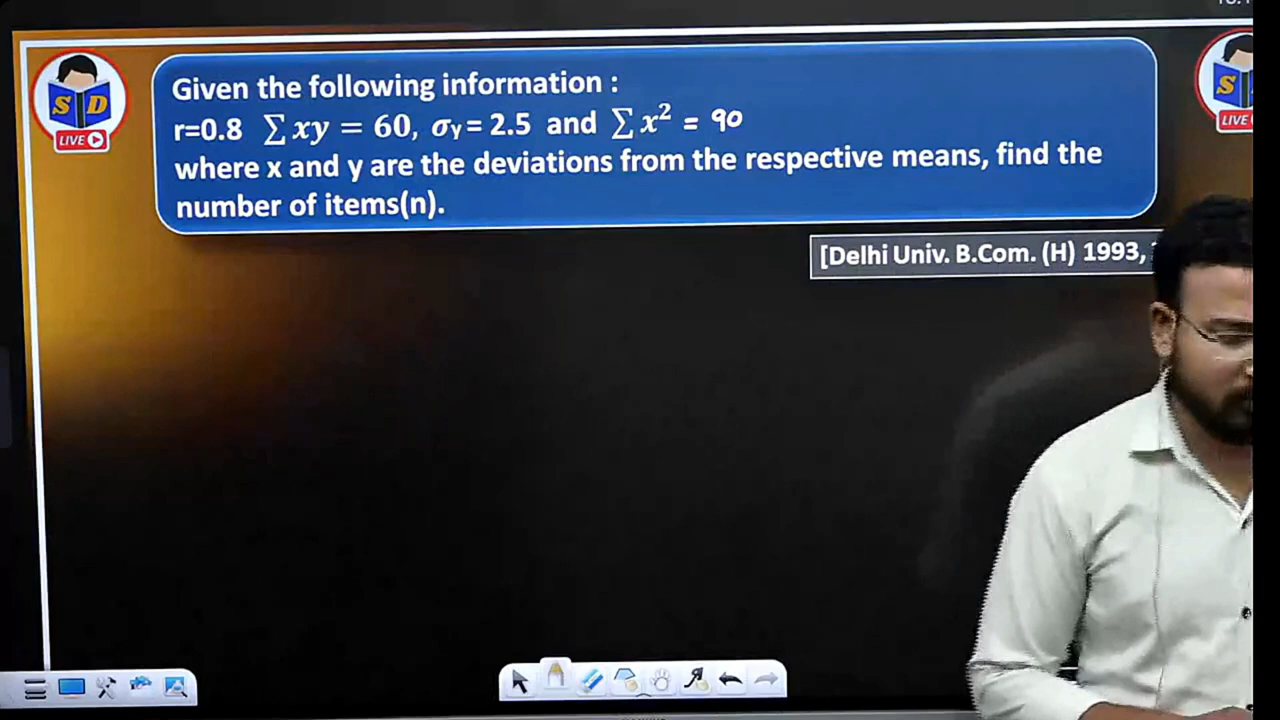 Given the following information :
r=0.8 ∑xy = 60, σY = 2.5 and ∑x² = 90
where x and y are the deviations from the respective means, find the
number of items(n).
[Delhi Univ. B.Com. (H) 1993,
S D
LIVE
S
LIVE